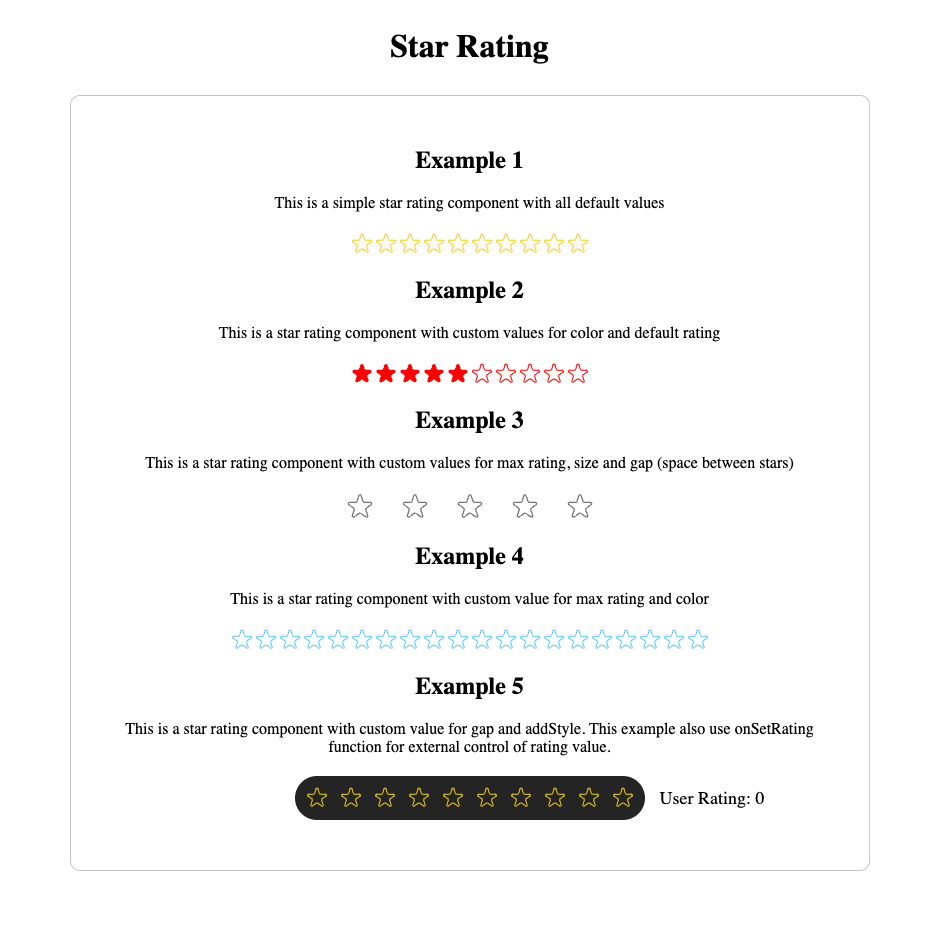 Star Rating
Example 1
This is a simple star rating component with all default values
Example 2
This is a star rating component with custom values for color and default rating
Example 3
This is a star rating component with custom values for max rating, size and gap (space between stars)
Example 4
This is a star rating component with custom value for max rating and color
Example 5
This is a star rating component with custom value for gap and addStyle. This example also use onSetRating
function for external control of rating value.
User Rating: 0